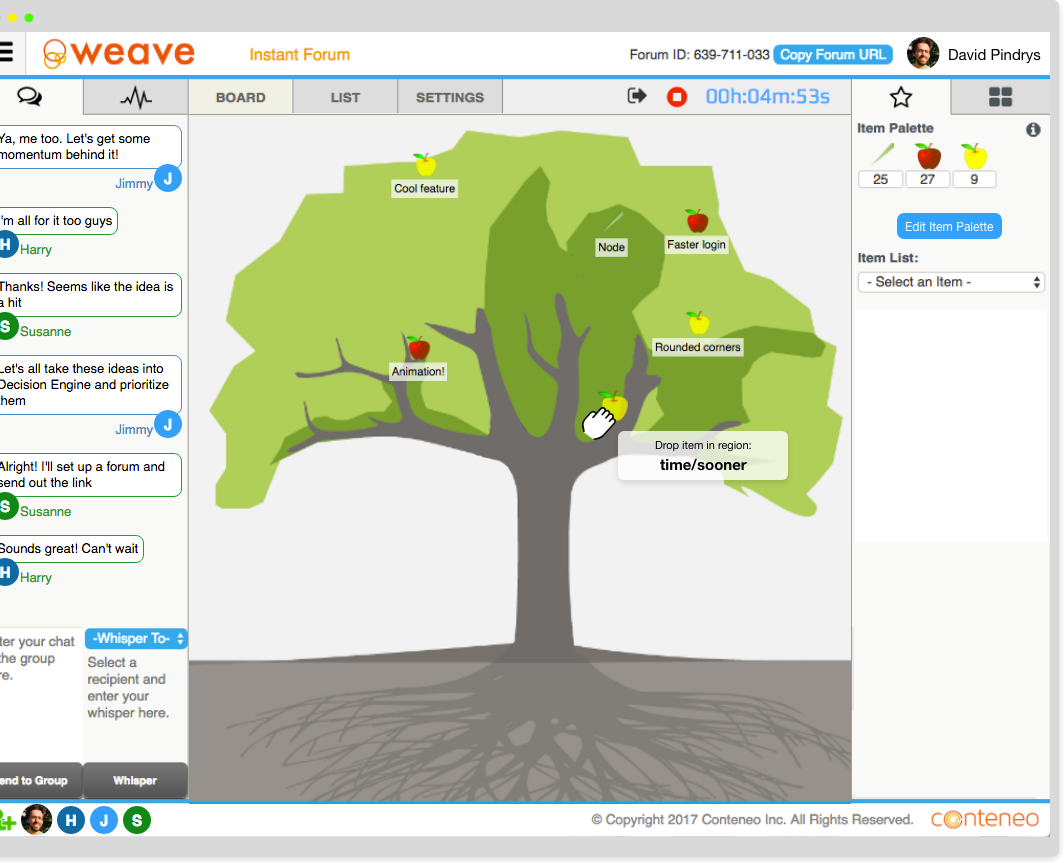 weave
Instant Forum
Forum ID: 639-711-033
Copy Forum URL
David Pindrys
BOARD
LIST
SETTINGS
00h:04m:53s
Ya, me too. Let's get some
momentum behind it!
Jimmy
J
I'm all for it too guys
H
Harry
Thanks! Seems like the idea is
a hit
S
Susanne
Let's all take these ideas into
Decision Engine and prioritize
them
Jimmy
J
Alright! I'll set up a forum and
send out the link
S
Susanne
Sounds great! Can't wait
H
Harry
your chat
group
-Whisper To-
Select a
recipient and
enter your
whisper here.
to Group
Whisper
Cool feature
Node
Faster login
Rounded corners
Animation!
Drop item in region:
time/sooner
Item Palette
25
27
9
Edit Item Palette
Item List:
- Select an Item -
H
J
S
© Copyright 2017 Conteneo Inc. All Rights Reserved.
conteneo